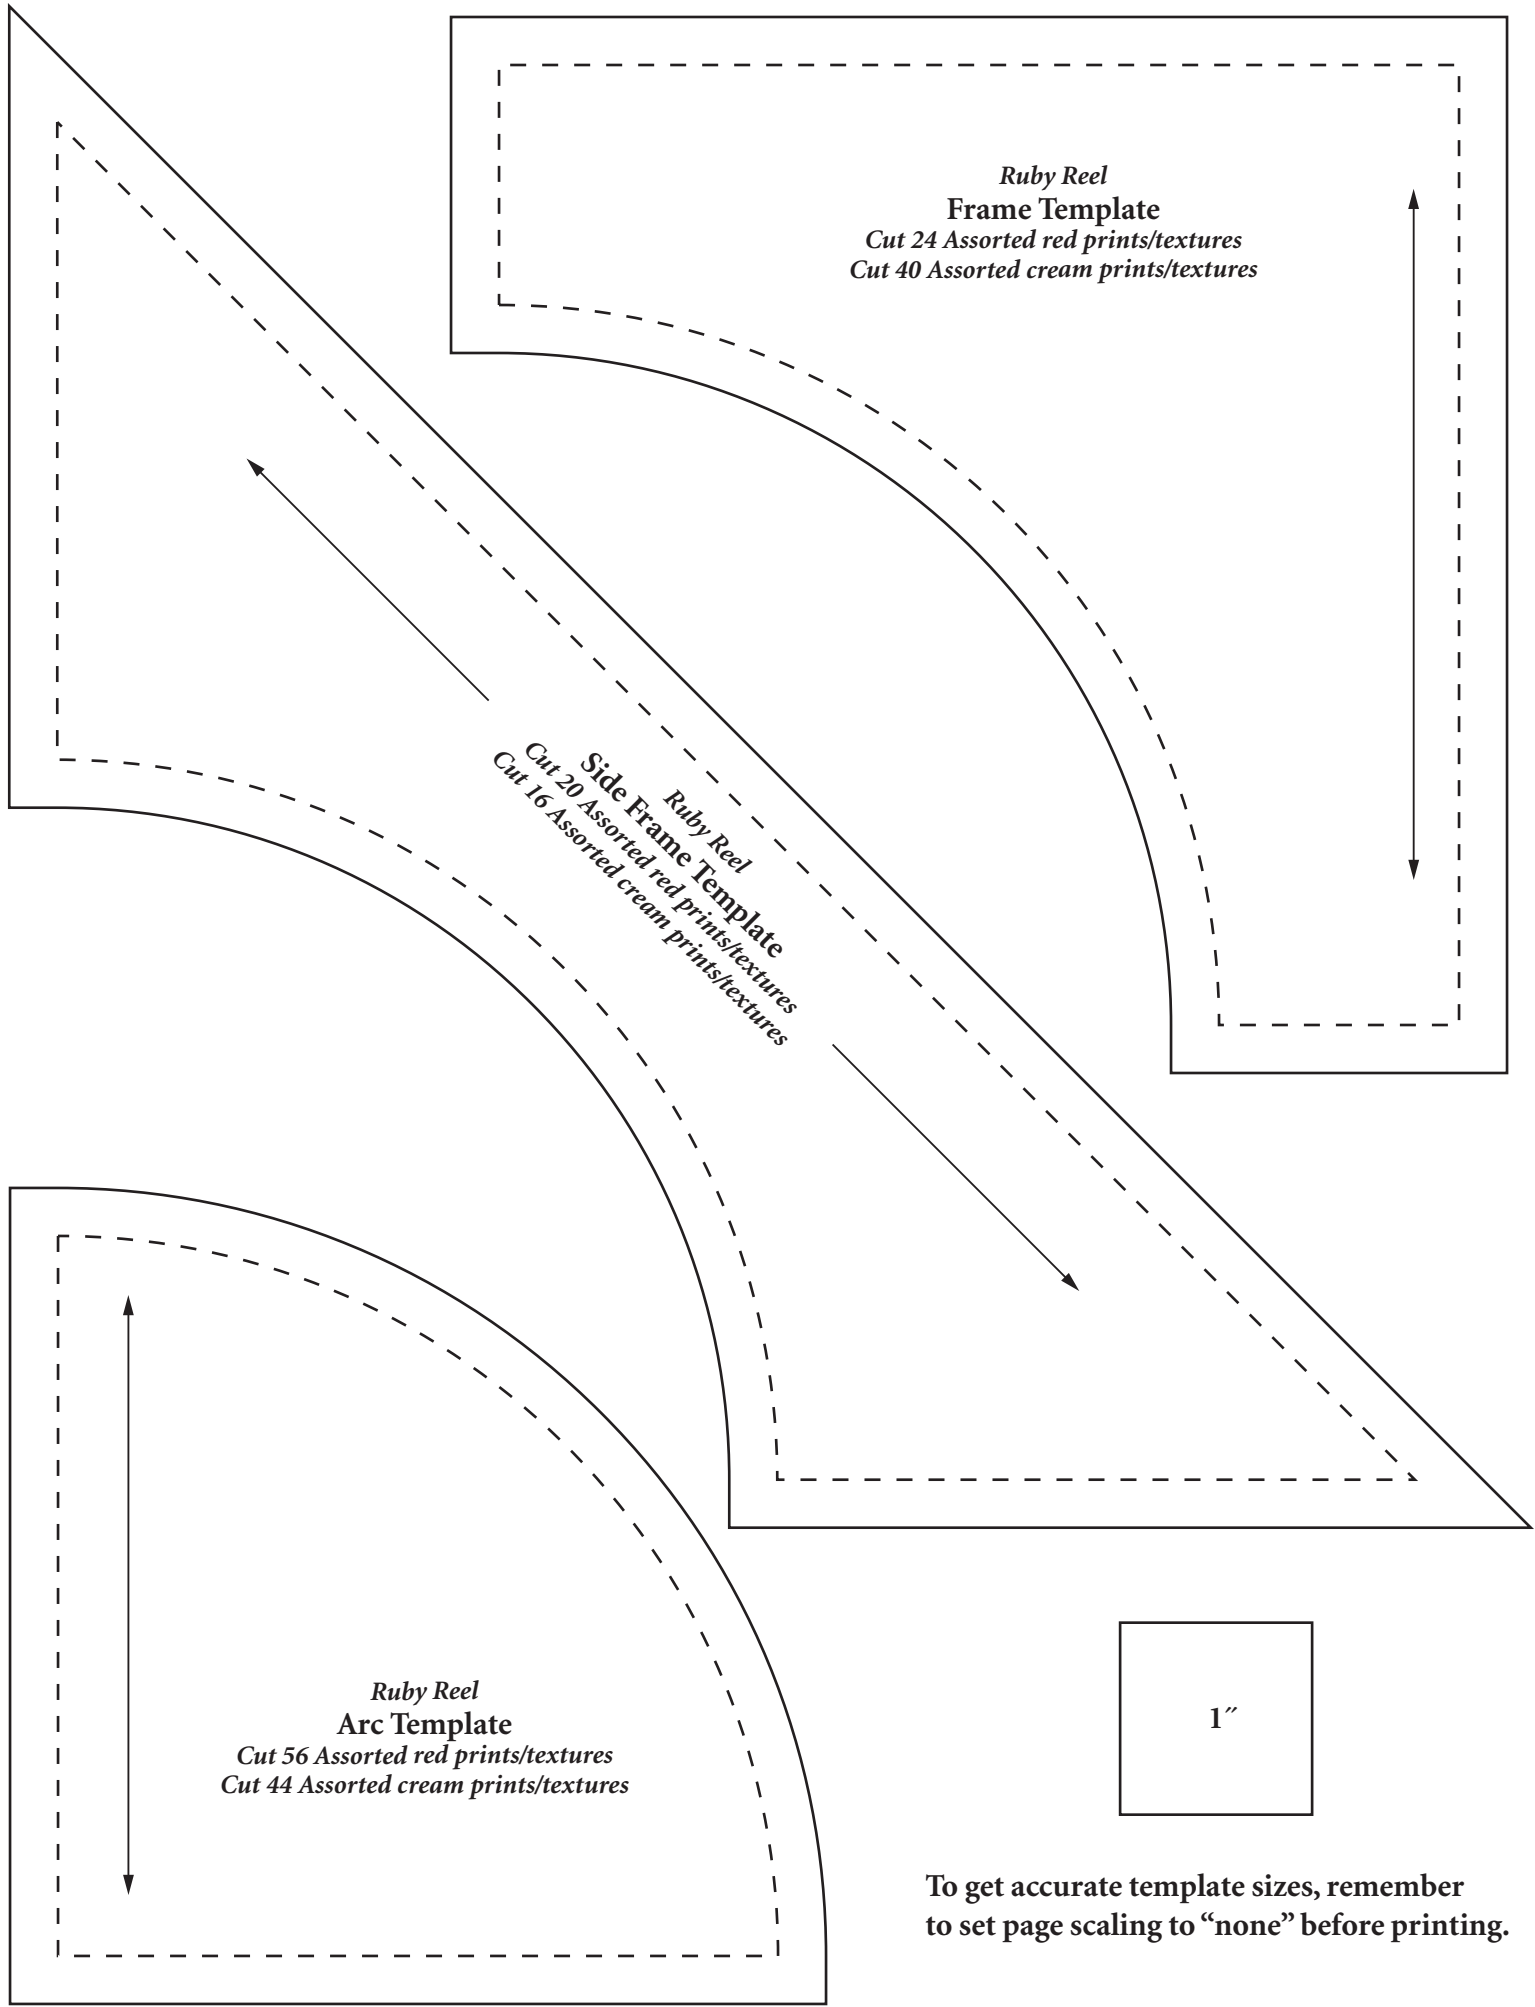 Ruby Reel
Frame Template
Cut 24 Assorted red prints/textures
Cut 40 Assorted cream prints/textures
Ruby Reel
Side Frame Template
Cut 20 Assorted red prints/textures
Cut 16 Assorted cream prints/textures
Ruby Reel
Arc Template
Cut 56 Assorted red prints/textures
Cut 44 Assorted cream prints/textures
1˝
To get accurate template sizes, remember
to set page scaling to “none” before printing.